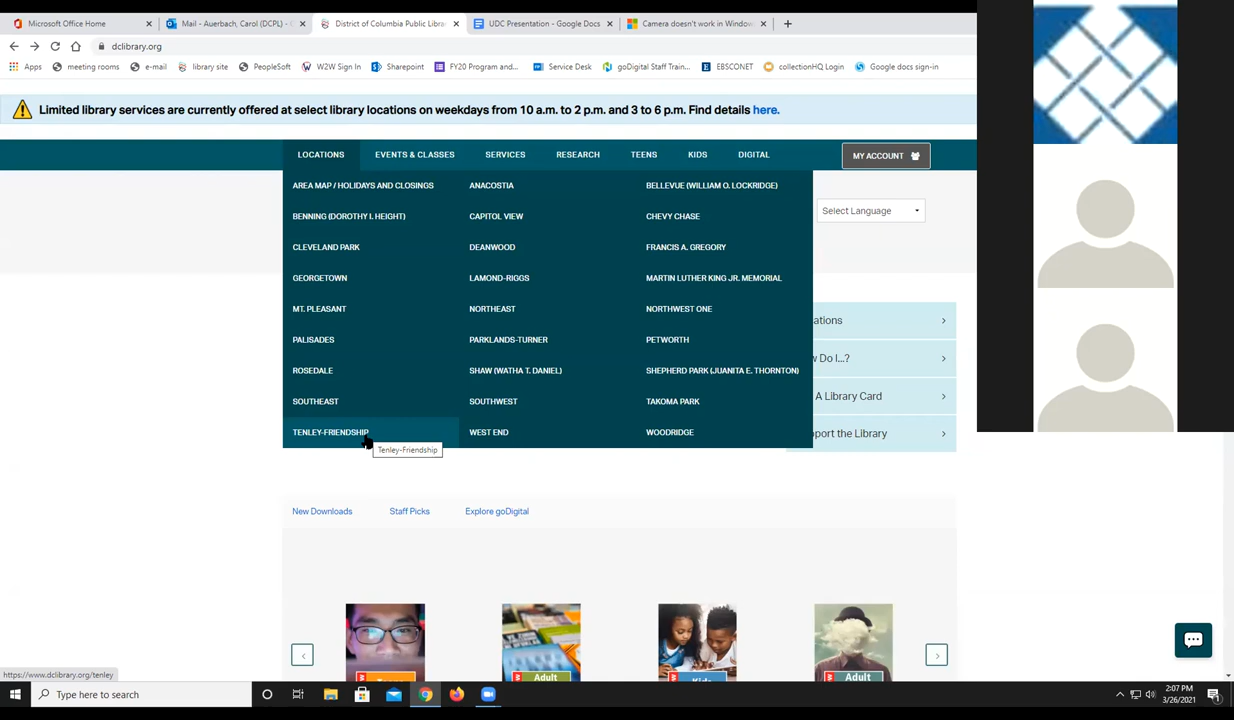 Microsoft Office Home
Mail - Auerbach, Carol (DCPL) -
District of Columbia Public Libra
UDC Presentation - Google Docs
Camera doesn't work in Window
dclibrary.org
Apps
meeting rooms
e-mail
library site
PeopleSoft
W2W Sign In
Sharepoint
FY20 Program and...
Service Desk
goDigital Staff Train...
EBSCONET
collectionHQ Login
Google docs sign-in
Limited library services are currently offered at select library locations on weekdays from 10 a.m. to 2 p.m. and 3 to 6 p.m. Find details here.
LOCATIONS EVENTS & CLASSES SERVICES RESEARCH TEENS KIDS DIGITAL MY ACCOUNT
AREA MAP / HOLIDAYS AND CLOSINGS ANACOSTIA BELLEVUE (WILLIAM O. LOCKRIDGE)
Select Language
BENNING (DOROTHY I. HEIGHT) CAPITOL VIEW CHEVY CHASE
CLEVELAND PARK DEANWOOD FRANCIS A. GREGORY
GEORGETOWN LAMOND-RIGGS MARTIN LUTHER KING JR. MEMORIAL
MT. PLEASANT NORTHEAST NORTHWEST ONE
ations
PALISADES PARKLANDS-TURNER PETWORTH
Do I...?
ROSEDALE SHAW (WATHA T. DANIEL) SHEPHERD PARK (JUANITA E. THORNTON)
A Library Card
SOUTHEAST SOUTHWEST TAKOMA PARK
TENLEY-FRIENDSHIP WEST END WOODRIDGE
port the Library
Tenley-Friendship
New Downloads Staff Picks Explore goDigital
Adult
Kids
Adult
https://www.dclibrary.org/tenley
Type here to search
2:07 PM
3/26/2021